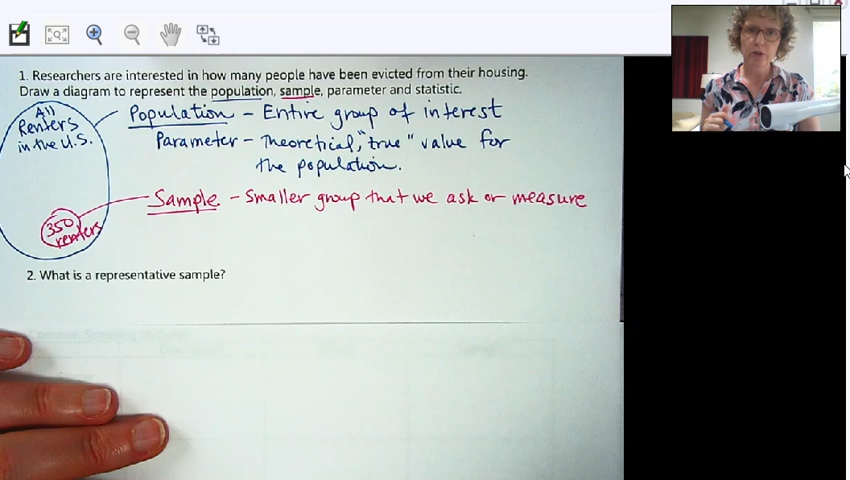 1. Researchers are interested in how many people have been evicted from their housing.
Draw a diagram to represent the population, sample, parameter and statistic.
All
Renters
in the U.S.
Population - Entire group of interest
Parameter - Theoretical, "true" value for
the population.
Sample - Smaller group that we ask or measure
350
renters
2. What is a representative sample?